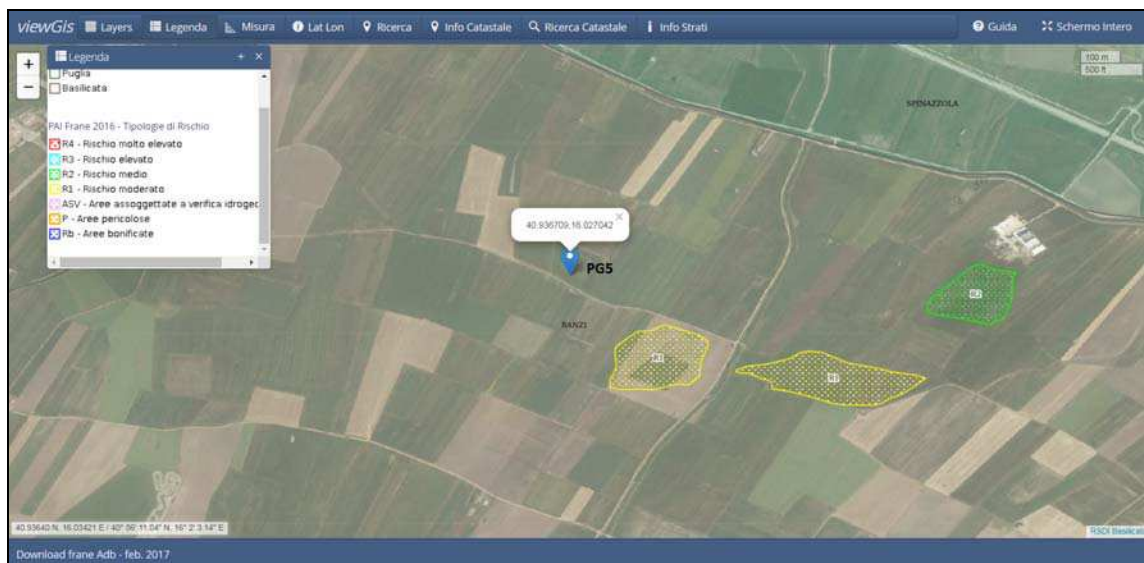 viewGis Layers Legenda Misura Lat Lon Ricerca Info Catastale Ricerca Catastale Info Strati Guida Schermo Intero
+
−
Legenda + ×
Puglia
Basilicata
PAI Frane 2016 - Tipologie di Rischio
R4 - Rischio molto elevato
R3 - Rischio elevato
R2 - Rischio medio
R1 - Rischio moderato
ASV - Aree assoggettate a verifica idrogeo
P - Aree pericolose
Rb - Aree bonificate
100 m
500 ft
SPINAZZOLA
40.936709,16.027042 ×
PG5
R2
BANZI
R1
R1
40.93640 N, 16.03421 E / 40° 56' 11.04" N, 16° 2' 3.14" E
RSDI Basilicat
Download frane Adb - feb. 2017